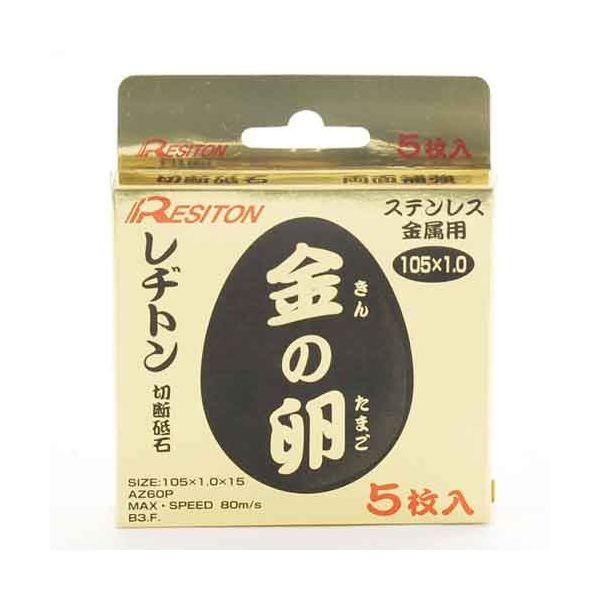 RESITON
5枚入
切断砥石 両面補強
RESITON
ステンレス
金属用
105×1.0
レヂトン
切断砥石
金の卵
きん
たまご
SIZE:105×1.0×15
AZ60P
MAX・SPEED 80m/s
B3.F.
5枚入